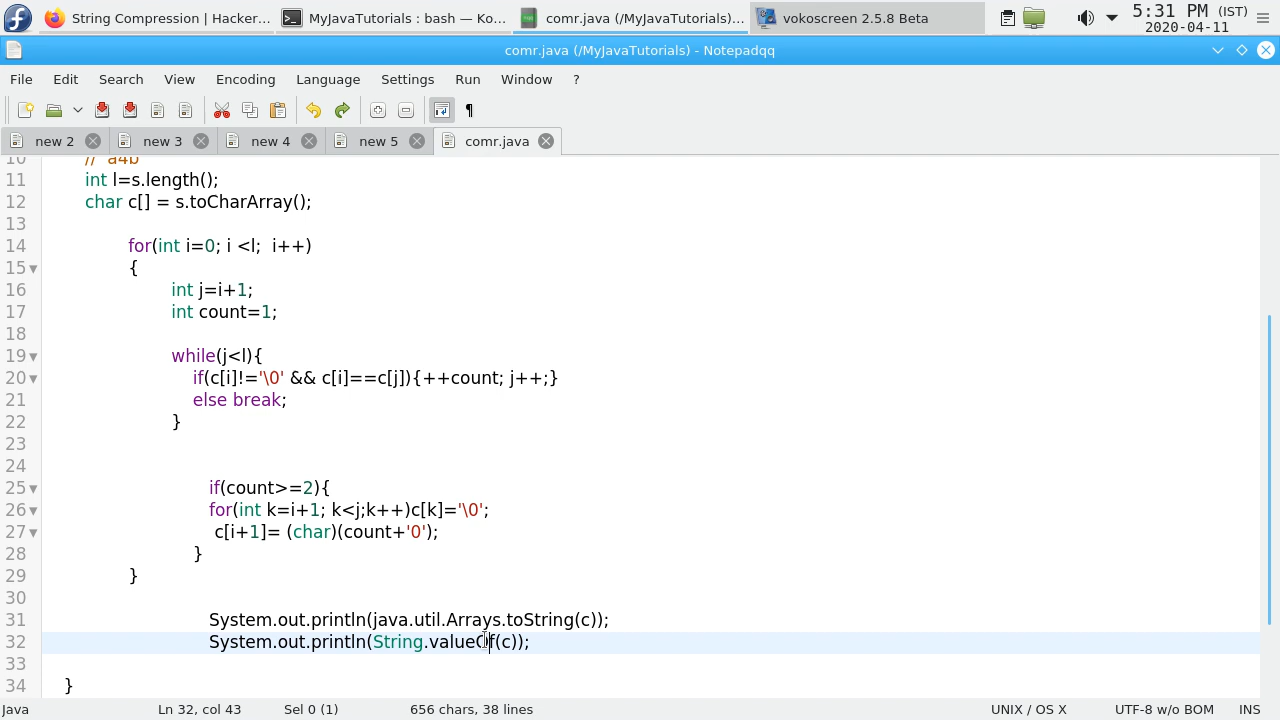 String Compression | Hacker...
MyJavaTutorials : bash — Ko...
comr.java (/MyJavaTutorials)...
vokoscreen 2.5.8 Beta
5:31 PM (IST)
2020-04-11
comr.java (/MyJavaTutorials) - Notepadqq
File Edit Search View Encoding Language Settings Run Window ?
new 2 new 3 new 4 new 5 comr.java
10 // a4b
11 int l=s.length();
12 char c[] = s.toCharArray();
13
14 for(int i=0; i <l;  i++)
15 {
16 int j=i+1;
17 int count=1;
18
19 while(j<l){
20 if(c[i]!='\0' && c[i]==c[j]){++count; j++;}
21 else break;
22 }
23
24
25 if(count>=2){
26 for(int k=i+1; k<j;k++)c[k]='\0';
27 c[i+1]= (char)(count+'0');
28 }
29 }
30
31 System.out.println(java.util.Arrays.toString(c));
32 System.out.println(String.valueOf(c));
33
34 }
Java Ln 32, col 43 Sel 0 (1) 656 chars, 38 lines UNIX / OS X UTF-8 w/o BOM INS